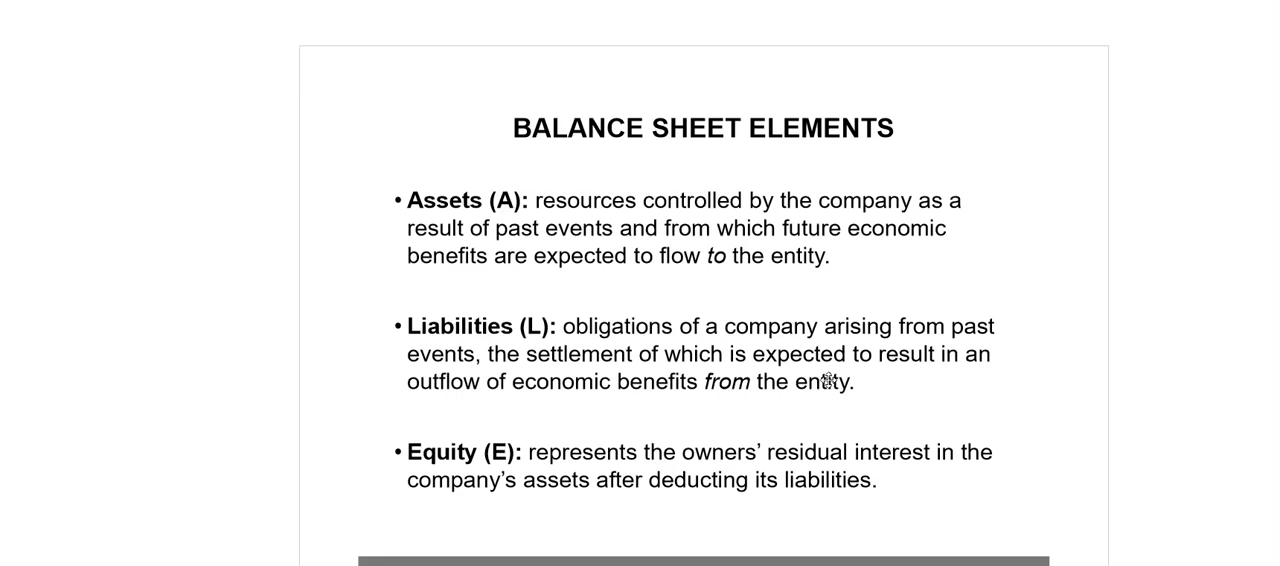 BALANCE SHEET ELEMENTS
• Assets (A): resources controlled by the company as a
result of past events and from which future economic
benefits are expected to flow to the entity.
• Liabilities (L): obligations of a company arising from past
events, the settlement of which is expected to result in an
outflow of economic benefits from the entity.
• Equity (E): represents the owners’ residual interest in the
company’s assets after deducting its liabilities.